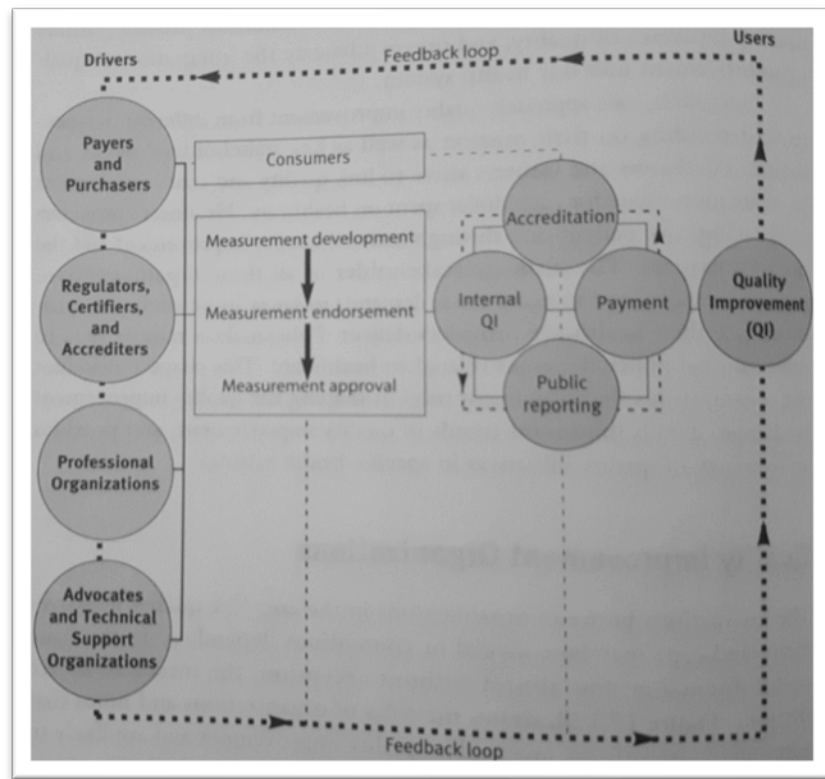 Drivers
Feedback loop
Users
Payers
and
Purchasers
Consumers
Accreditation
Measurement development
Regulators,
Certifiers,
and
Accrediters
Measurement endorsement
Internal
QI
Payment
Quality
Improvement
(QI)
Measurement approval
Public
reporting
Professional
Organizations
Advocates
and Technical
Support
Organizations
Feedback loop